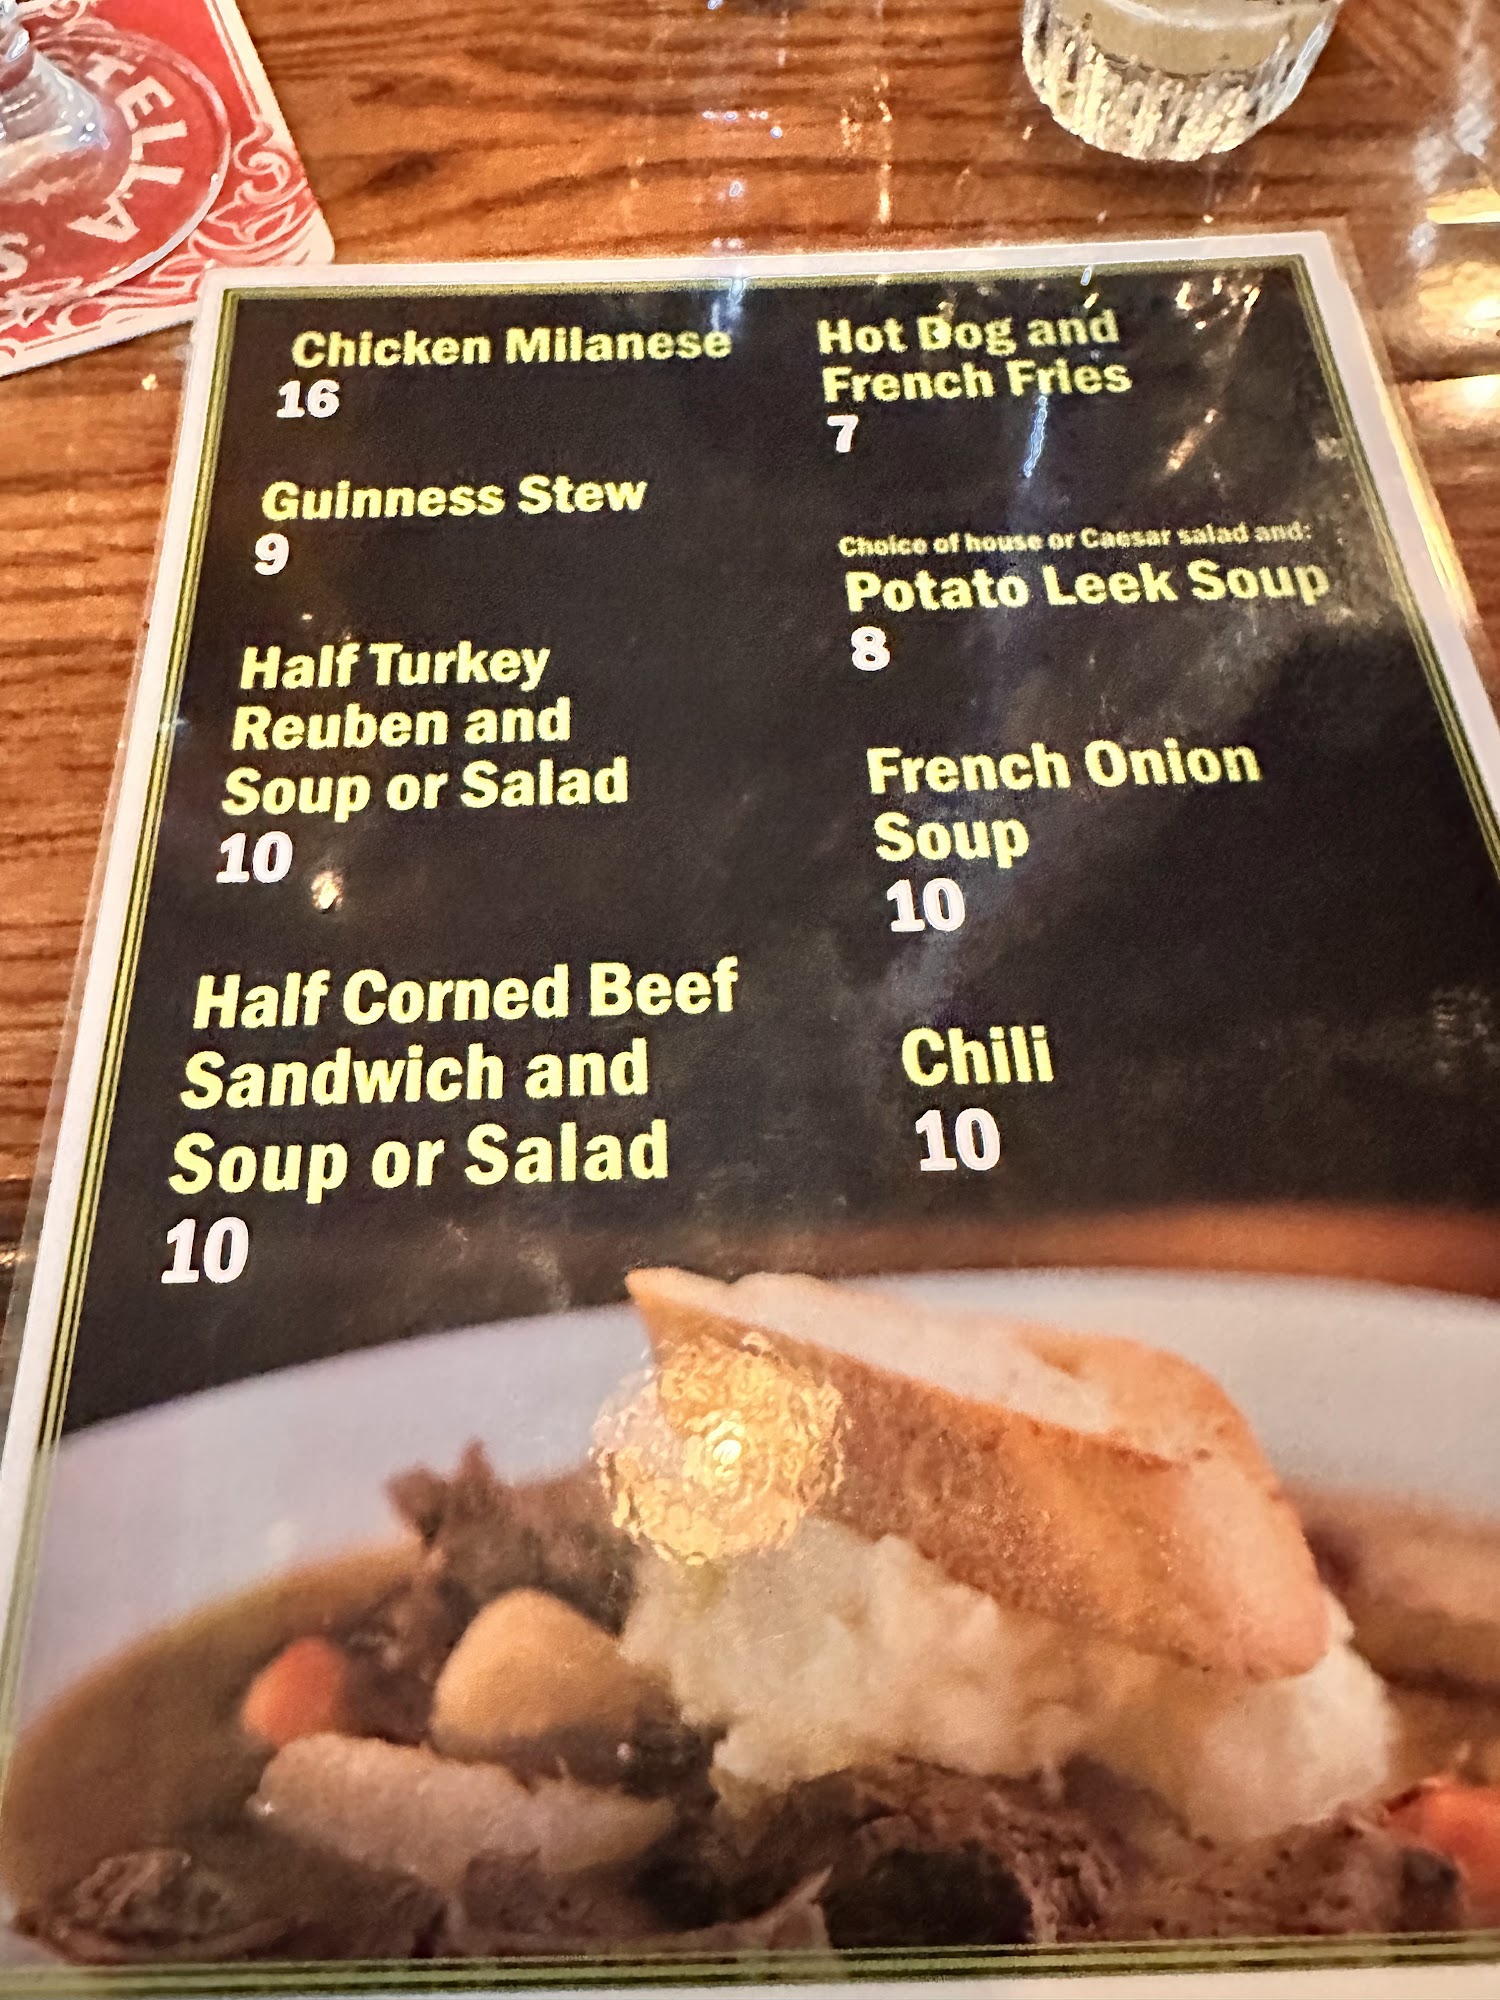 HELLA
S
Chicken Milanese
16
Guinness Stew
9
Half Turkey
Reuben and
Soup or Salad
10
Half Corned Beef
Sandwich and
Soup or Salad
10
Hot Dog and
French Fries
7
Choice of house or Caesar salad and:
Potato Leek Soup
8
French Onion
Soup
10
Chili
10